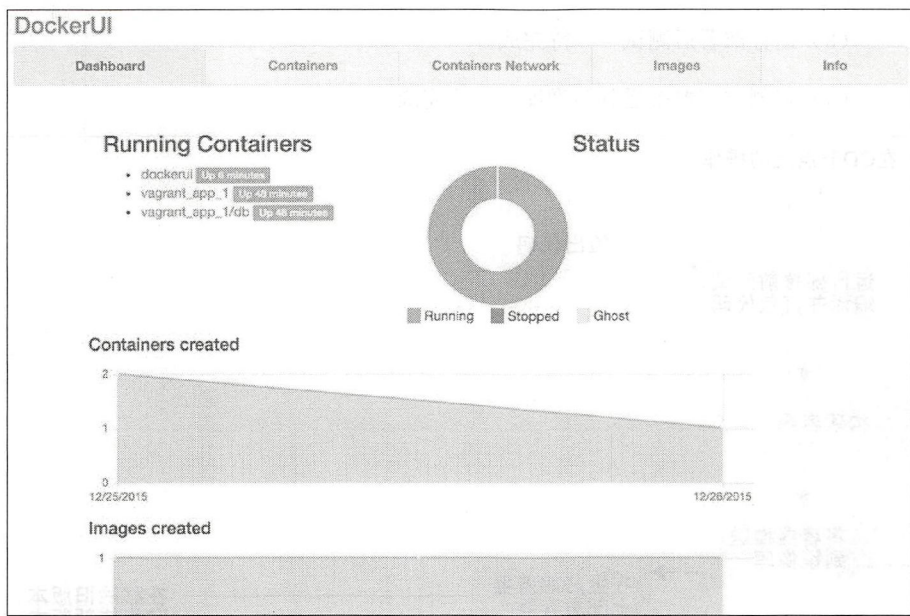 DockerUI
Dashboard Containers Containers Network Images Info
Running Containers
dockerui Up 6 minutes
vagrant_app_1 Up 48 minutes
vagrant_app_1/db Up 48 minutes
Status
Running Stopped Ghost
Containers created
2
1
0
12/25/2015 12/26/2015
Images created
1